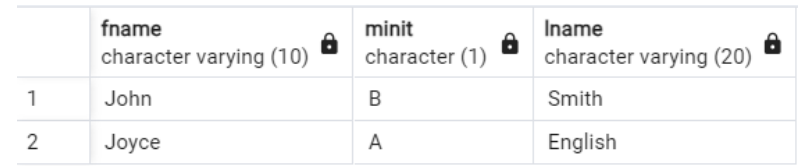 fname minit lname
character varying (10) character (1) character varying (20)
1 John B Smith
2 Joyce A English